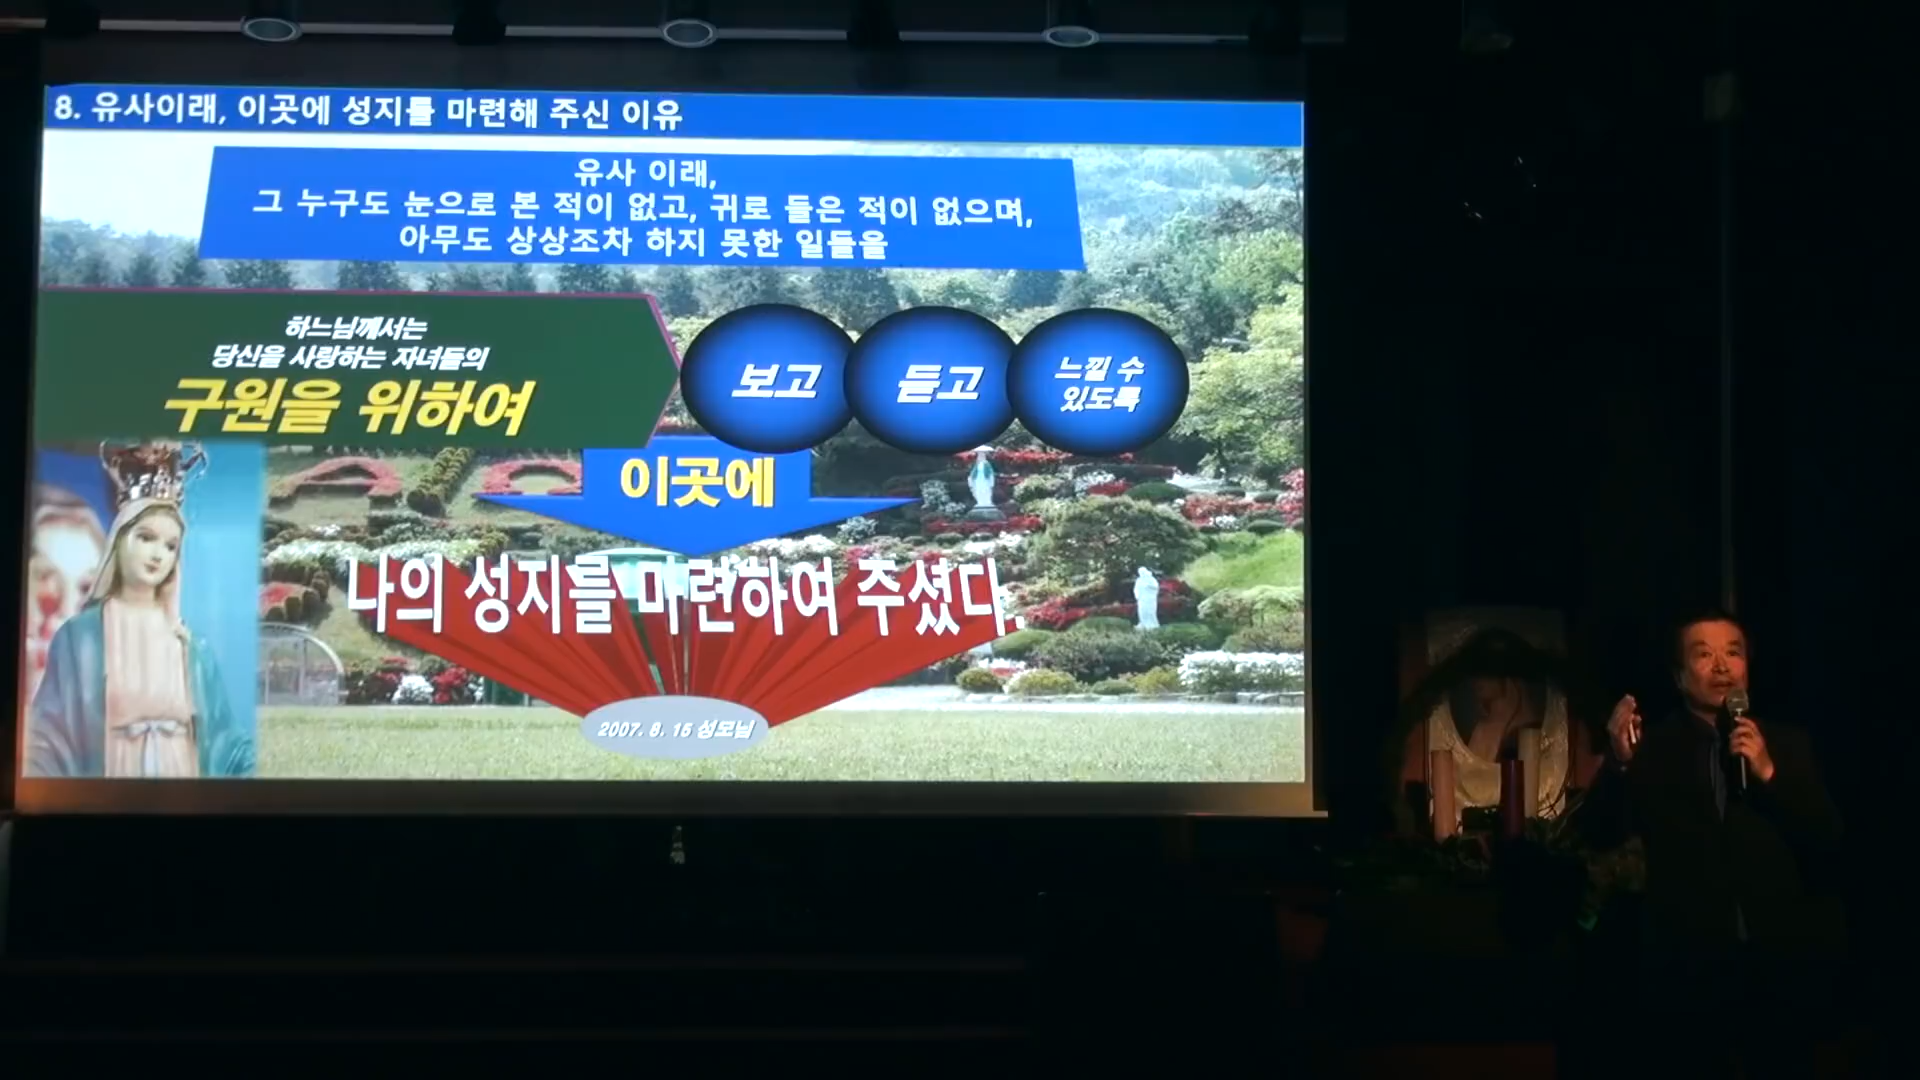 8. 유사이래, 이곳에 성지를 마련해 주신 이유
유사 이래,
그 누구도 눈으로 본 적이 없고, 귀로 들은 적이 없으며,
아무도 상상조차 하지 못한 일들을
하느님께서는
당신을 사랑하는 자녀들의
구원을 위하여
보고
듣고
느낄 수
있도록
이곳에
나의 성지를 마련하여 주셨다.
2007. 8. 15 성모님